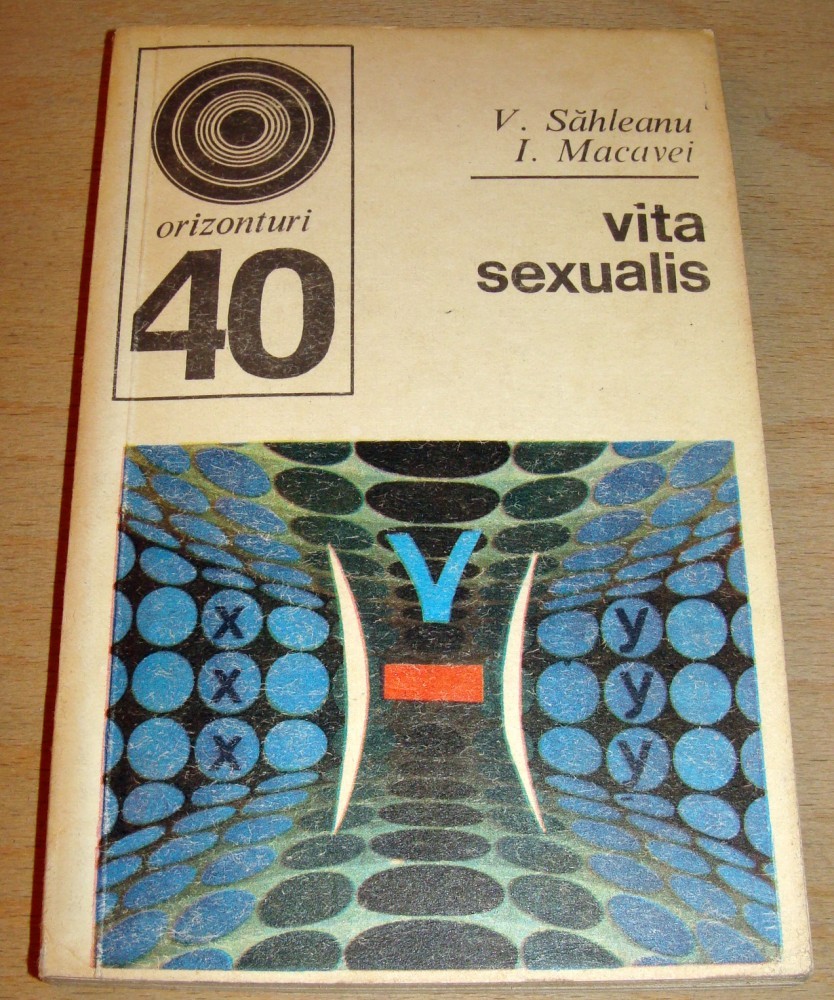 orizonturi
40
V. Săhleanu
I. Macavei
vita
sexualis
V
x
x
x
y
y
y